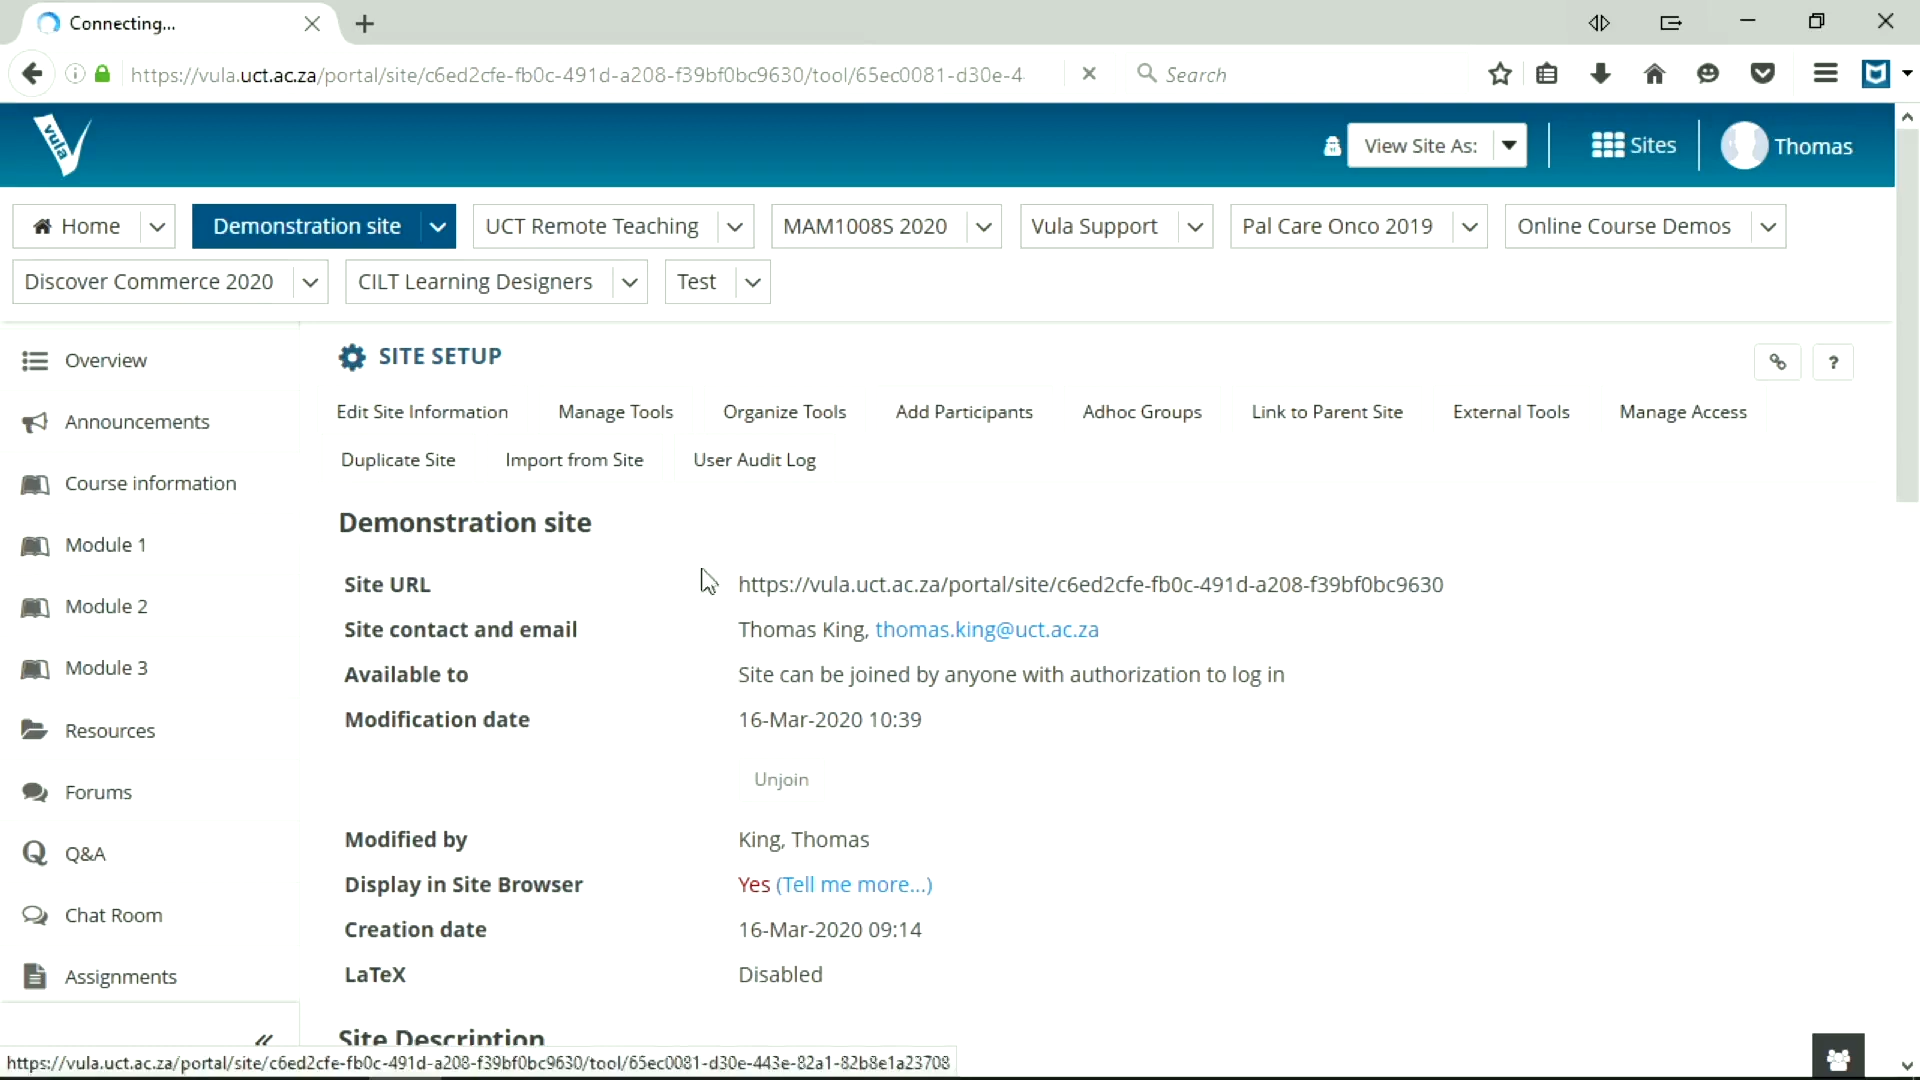 Connecting...
https://vula.uct.ac.za/portal/site/c6ed2cfe-fb0c-491d-a208-f39bf0bc9630/tool/65ec0081-d30e-4
Search
vula
View Site As:
Sites
Thomas
Home
Demonstration site
UCT Remote Teaching
MAM1008S 2020
Vula Support
Pal Care Onco 2019
Online Course Demos
Discover Commerce 2020
CILT Learning Designers
Test
Overview
Announcements
Course information
Module 1
Module 2
Module 3
Resources
Forums
Q&A
Chat Room
Assignments
SITE SETUP
?
Edit Site Information Manage Tools Organize Tools Add Participants Adhoc Groups Link to Parent Site External Tools Manage Access
Duplicate Site Import from Site User Audit Log
Demonstration site
Site URL https://vula.uct.ac.za/portal/site/c6ed2cfe-fb0c-491d-a208-f39bf0bc9630
Site contact and email Thomas King, thomas.king@uct.ac.za
Available to Site can be joined by anyone with authorization to log in
Modification date 16-Mar-2020 10:39
Unjoin
Modified by King, Thomas
Display in Site Browser Yes (Tell me more...)
Creation date 16-Mar-2020 09:14
LaTeX Disabled
Site Description
https://vula.uct.ac.za/portal/site/c6ed2cfe-fb0c-491d-a208-f39bf0bc9630/tool/65ec0081-d30e-443e-82a1-82b8e1a23708